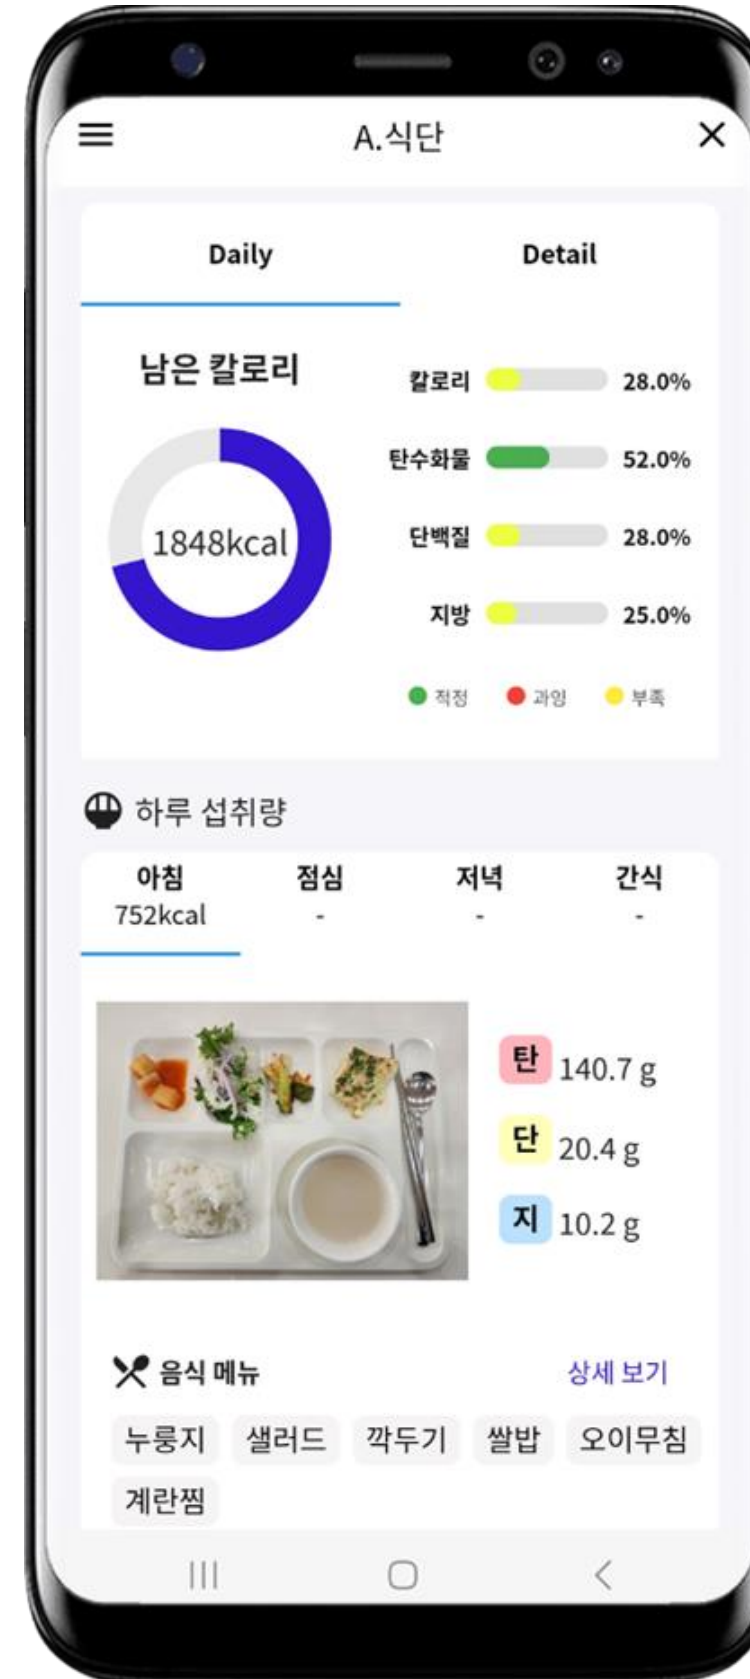 A.식단
Daily Detail
남은 칼로리
1848kcal
칼로리 28.0%
탄수화물 52.0%
단백질 28.0%
지방 25.0%
적정 과잉 부족
하루 섭취량
아침 점심 저녁 간식
752kcal - - -
탄 140.7 g
단 20.4 g
지 10.2 g
음식 메뉴 상세 보기
누룽지 샐러드 깍두기 쌀밥 오이무침
계란찜